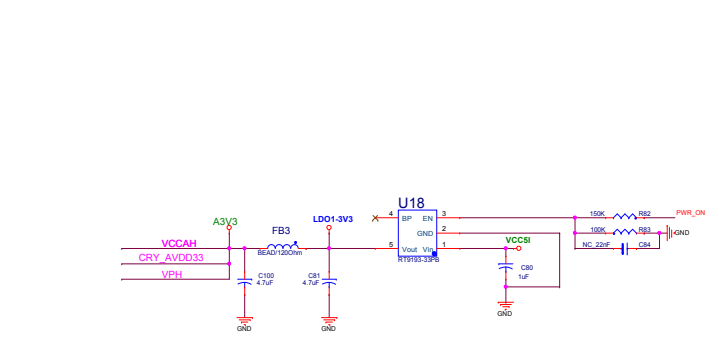 U18
4 BP EN 3
GND 2
5 Vout Vin 1
RT9193-33PB
A3V3
FB3
BEAD/120Ohm
LDO1-3V3
VCCAH
CRY_AVDD33
VPH
C100
4.7uF
GND
C81
4.7uF
GND
VCC5I
C80
1uF
GND
150K R82 PWR_ON
100K R83 GND
NC_22nF C84